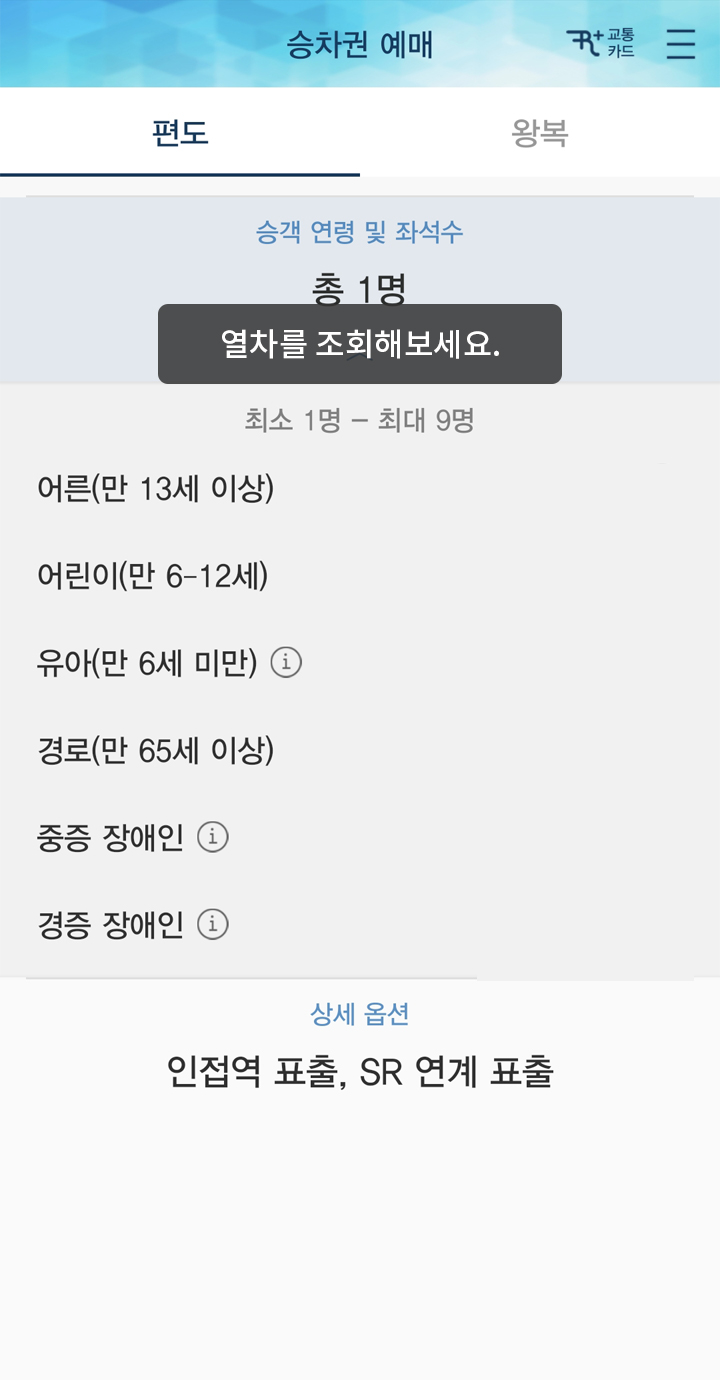 승차권 예매
R+ 교통
카드
편도
왕복
승객 연령 및 좌석수
총 1명
열차를 조회해보세요.
최소 1명 - 최대 9명
어른(만 13세 이상)
어린이(만 6-12세)
유아(만 6세 미만)
경로(만 65세 이상)
중증 장애인
경증 장애인
상세 옵션
인접역 표출, SR 연계 표출